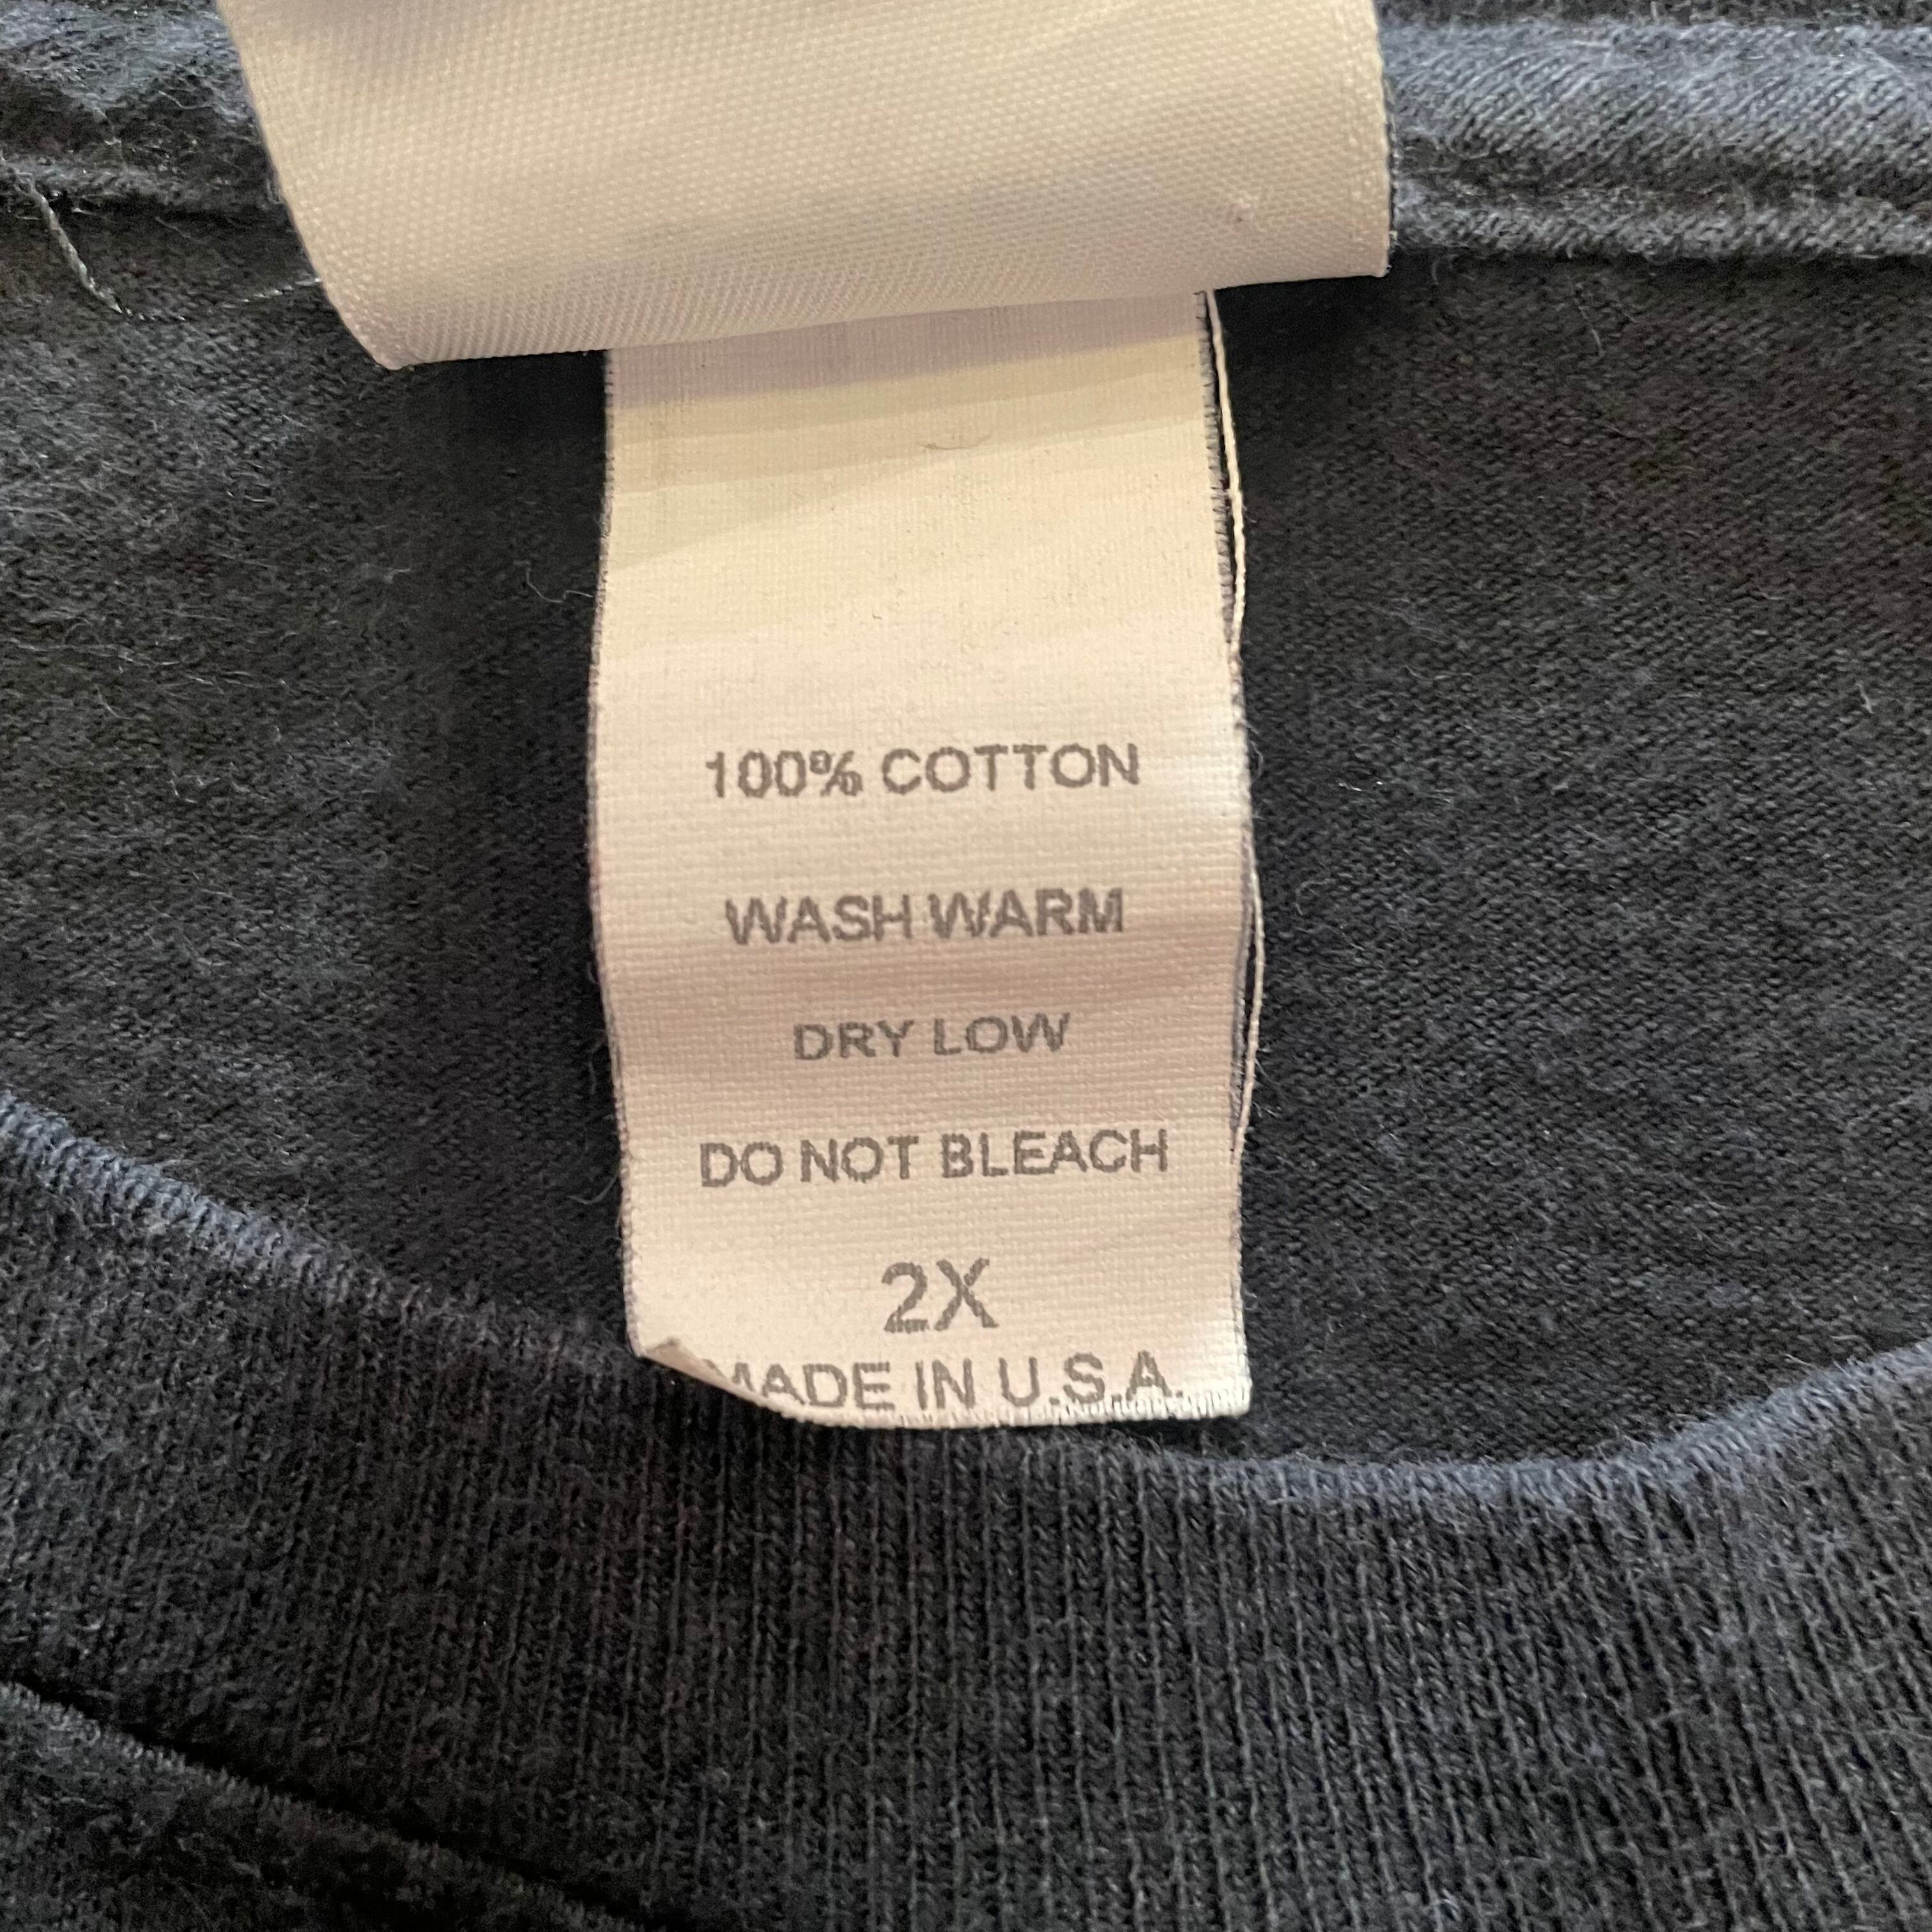 100% COTTON
WASH WARM
DRY LOW
DO NOT BLEACH
2X
MADE IN U.S.A.